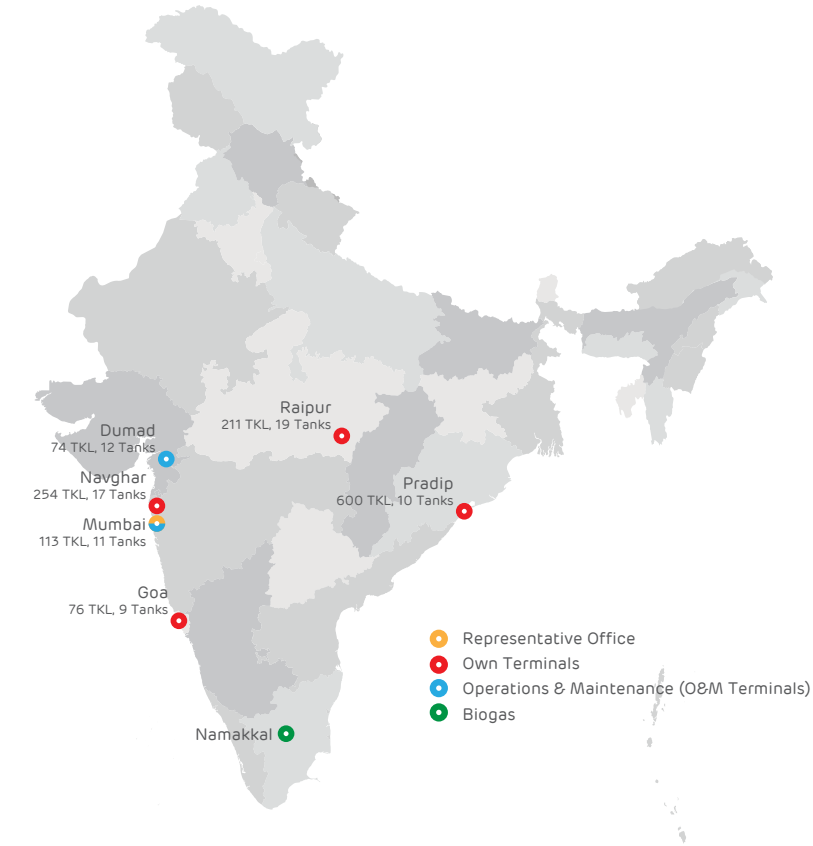 Raipur
211 TKL, 19 Tanks
Dumad
74 TKL, 12 Tanks
Navghar
254 TKL, 17 Tanks
Pradip
600 TKL, 10 Tanks
Mumbai
113 TKL, 11 Tanks
Goa
76 TKL, 9 Tanks
Namakkal
Representative Office
Own Terminals
Operations & Maintenance (O&M Terminals)
Biogas